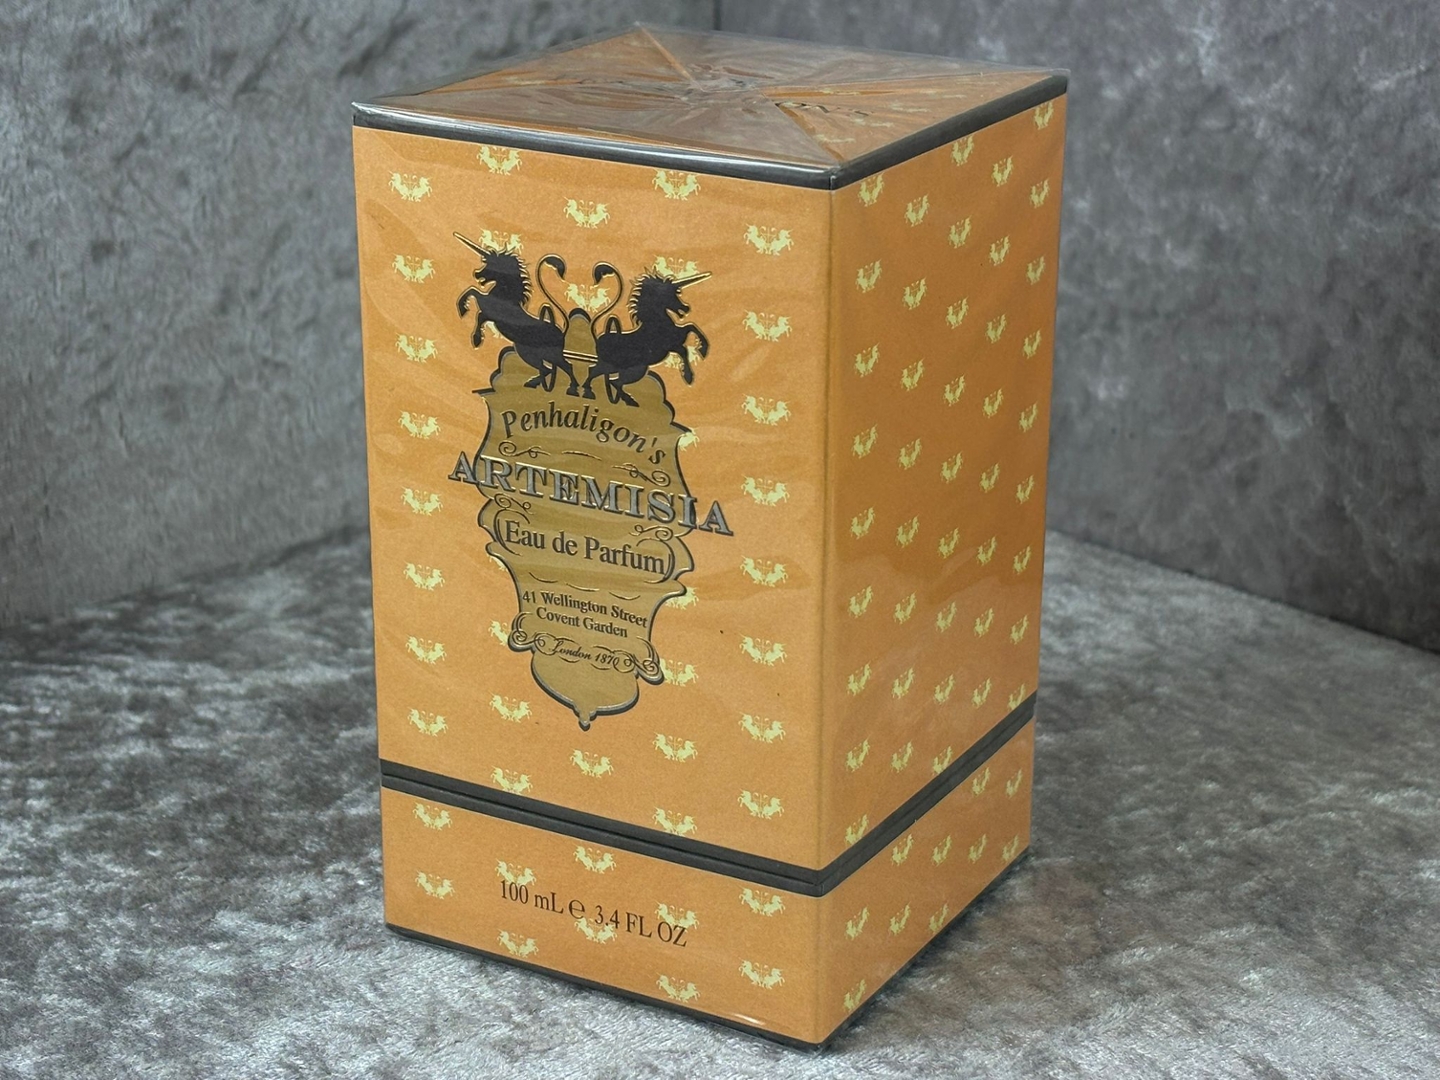 Penhaligon's
ARTEMISIA
Eau de Parfum
41 Wellington Street
Covent Garden
London 1870
100 mL ℮ 3.4 FL OZ